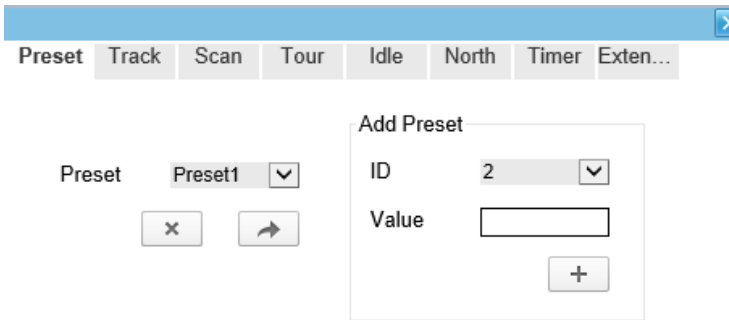 Preset Track Scan Tour Idle North Timer Exten...
Add Preset
Preset Preset1
ID 2
Value